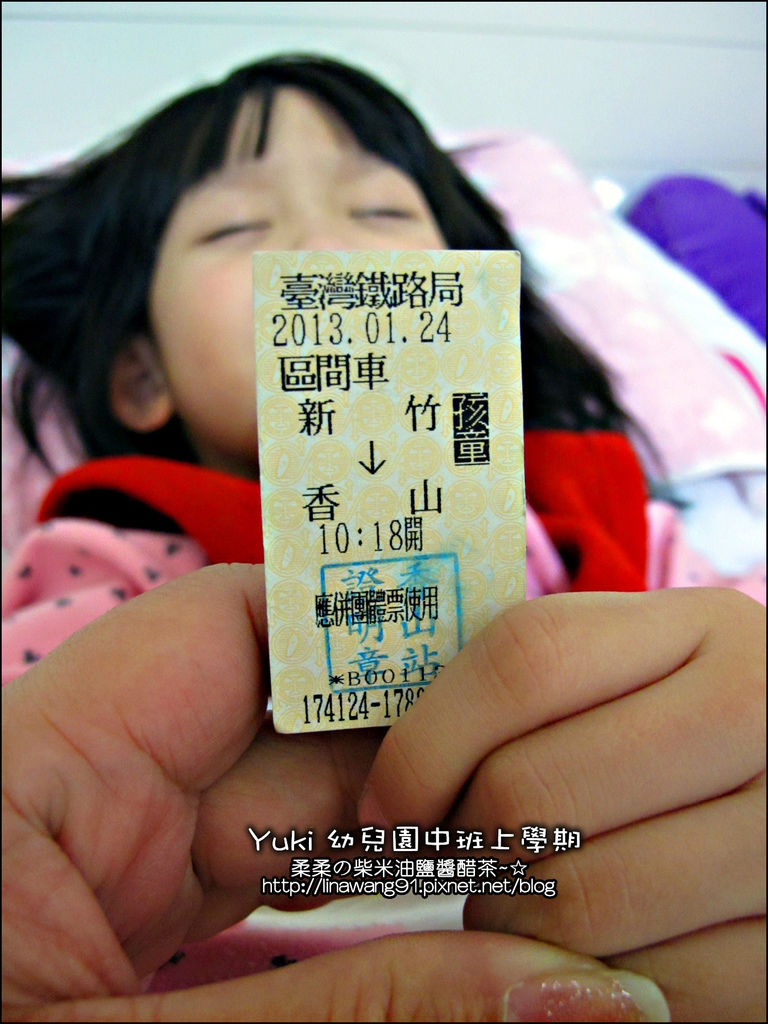 臺灣鐵路局
2013.01.24
區間車
新 竹 孩童
↓
香 山
10:18開
應併團體票使用
香山站
證明章
*B0011
174124-178
Yuki 幼兒園中班上學期
柔柔の柴米油鹽醬醋茶~☆
http://linawang91.pixnet.net/blog